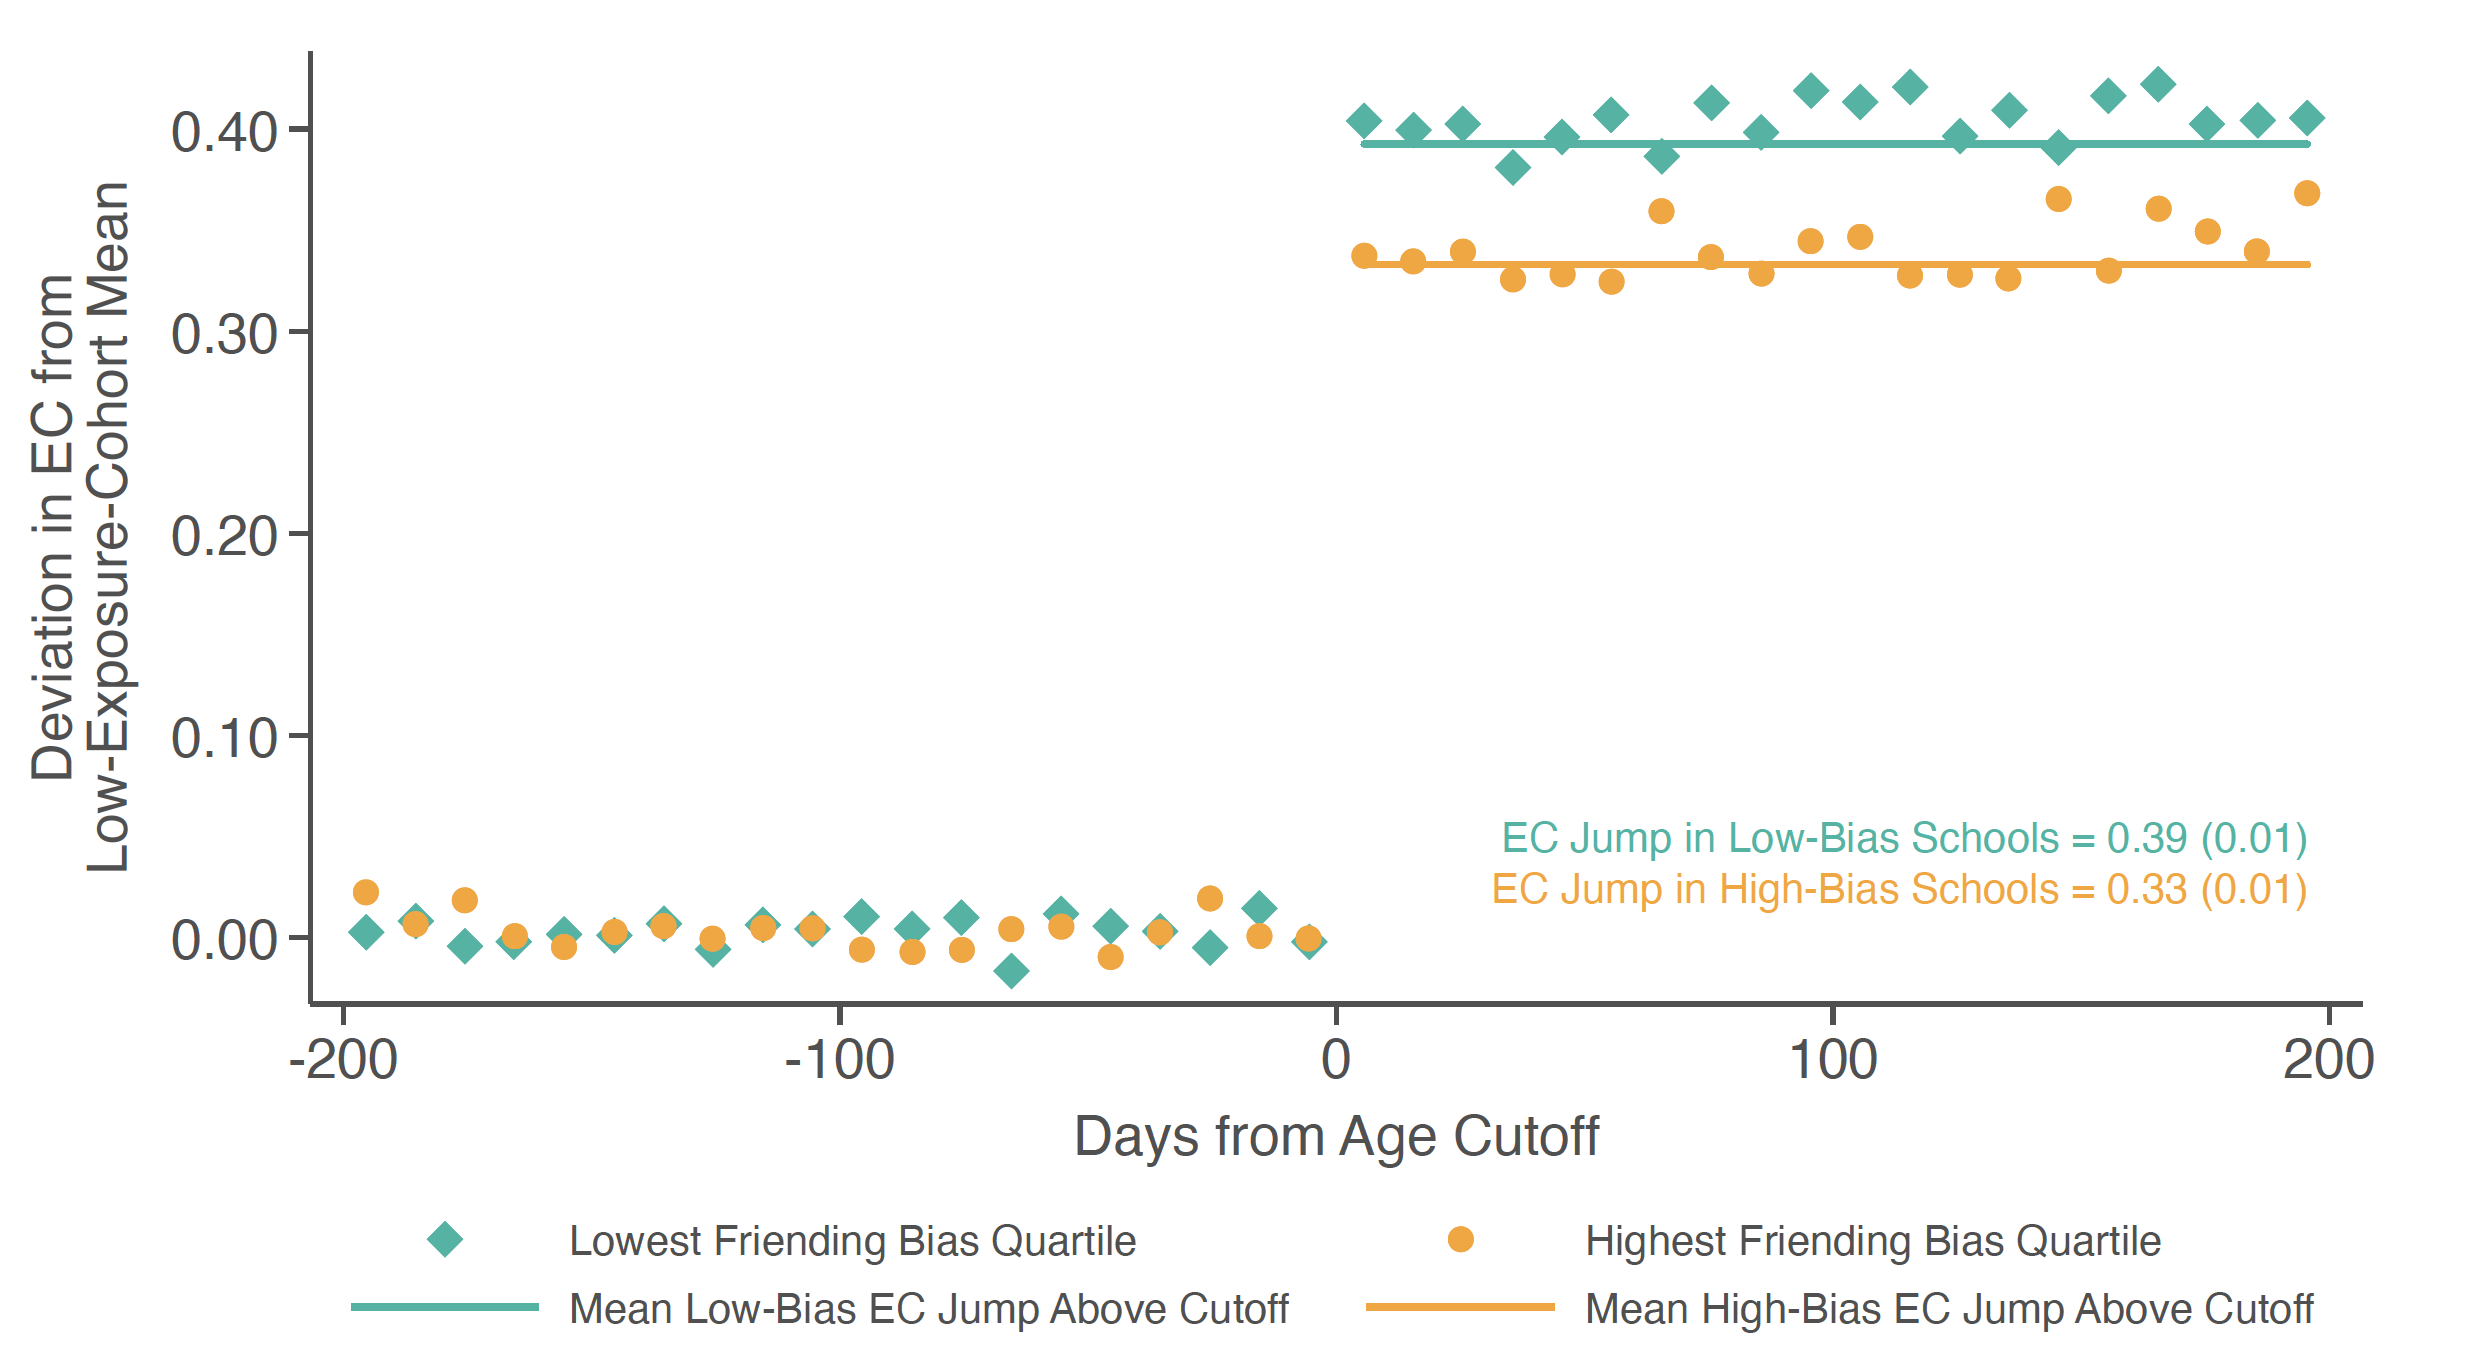 Deviation in EC from
Low-Exposure-Cohort Mean
0.40
0.30
0.20
0.10
0.00
EC Jump in Low-Bias Schools = 0.39 (0.01)
EC Jump in High-Bias Schools = 0.33 (0.01)
-200 -100 0 100 200
Days from Age Cutoff
Lowest Friending Bias Quartile Highest Friending Bias Quartile
Mean Low-Bias EC Jump Above Cutoff Mean High-Bias EC Jump Above Cutoff